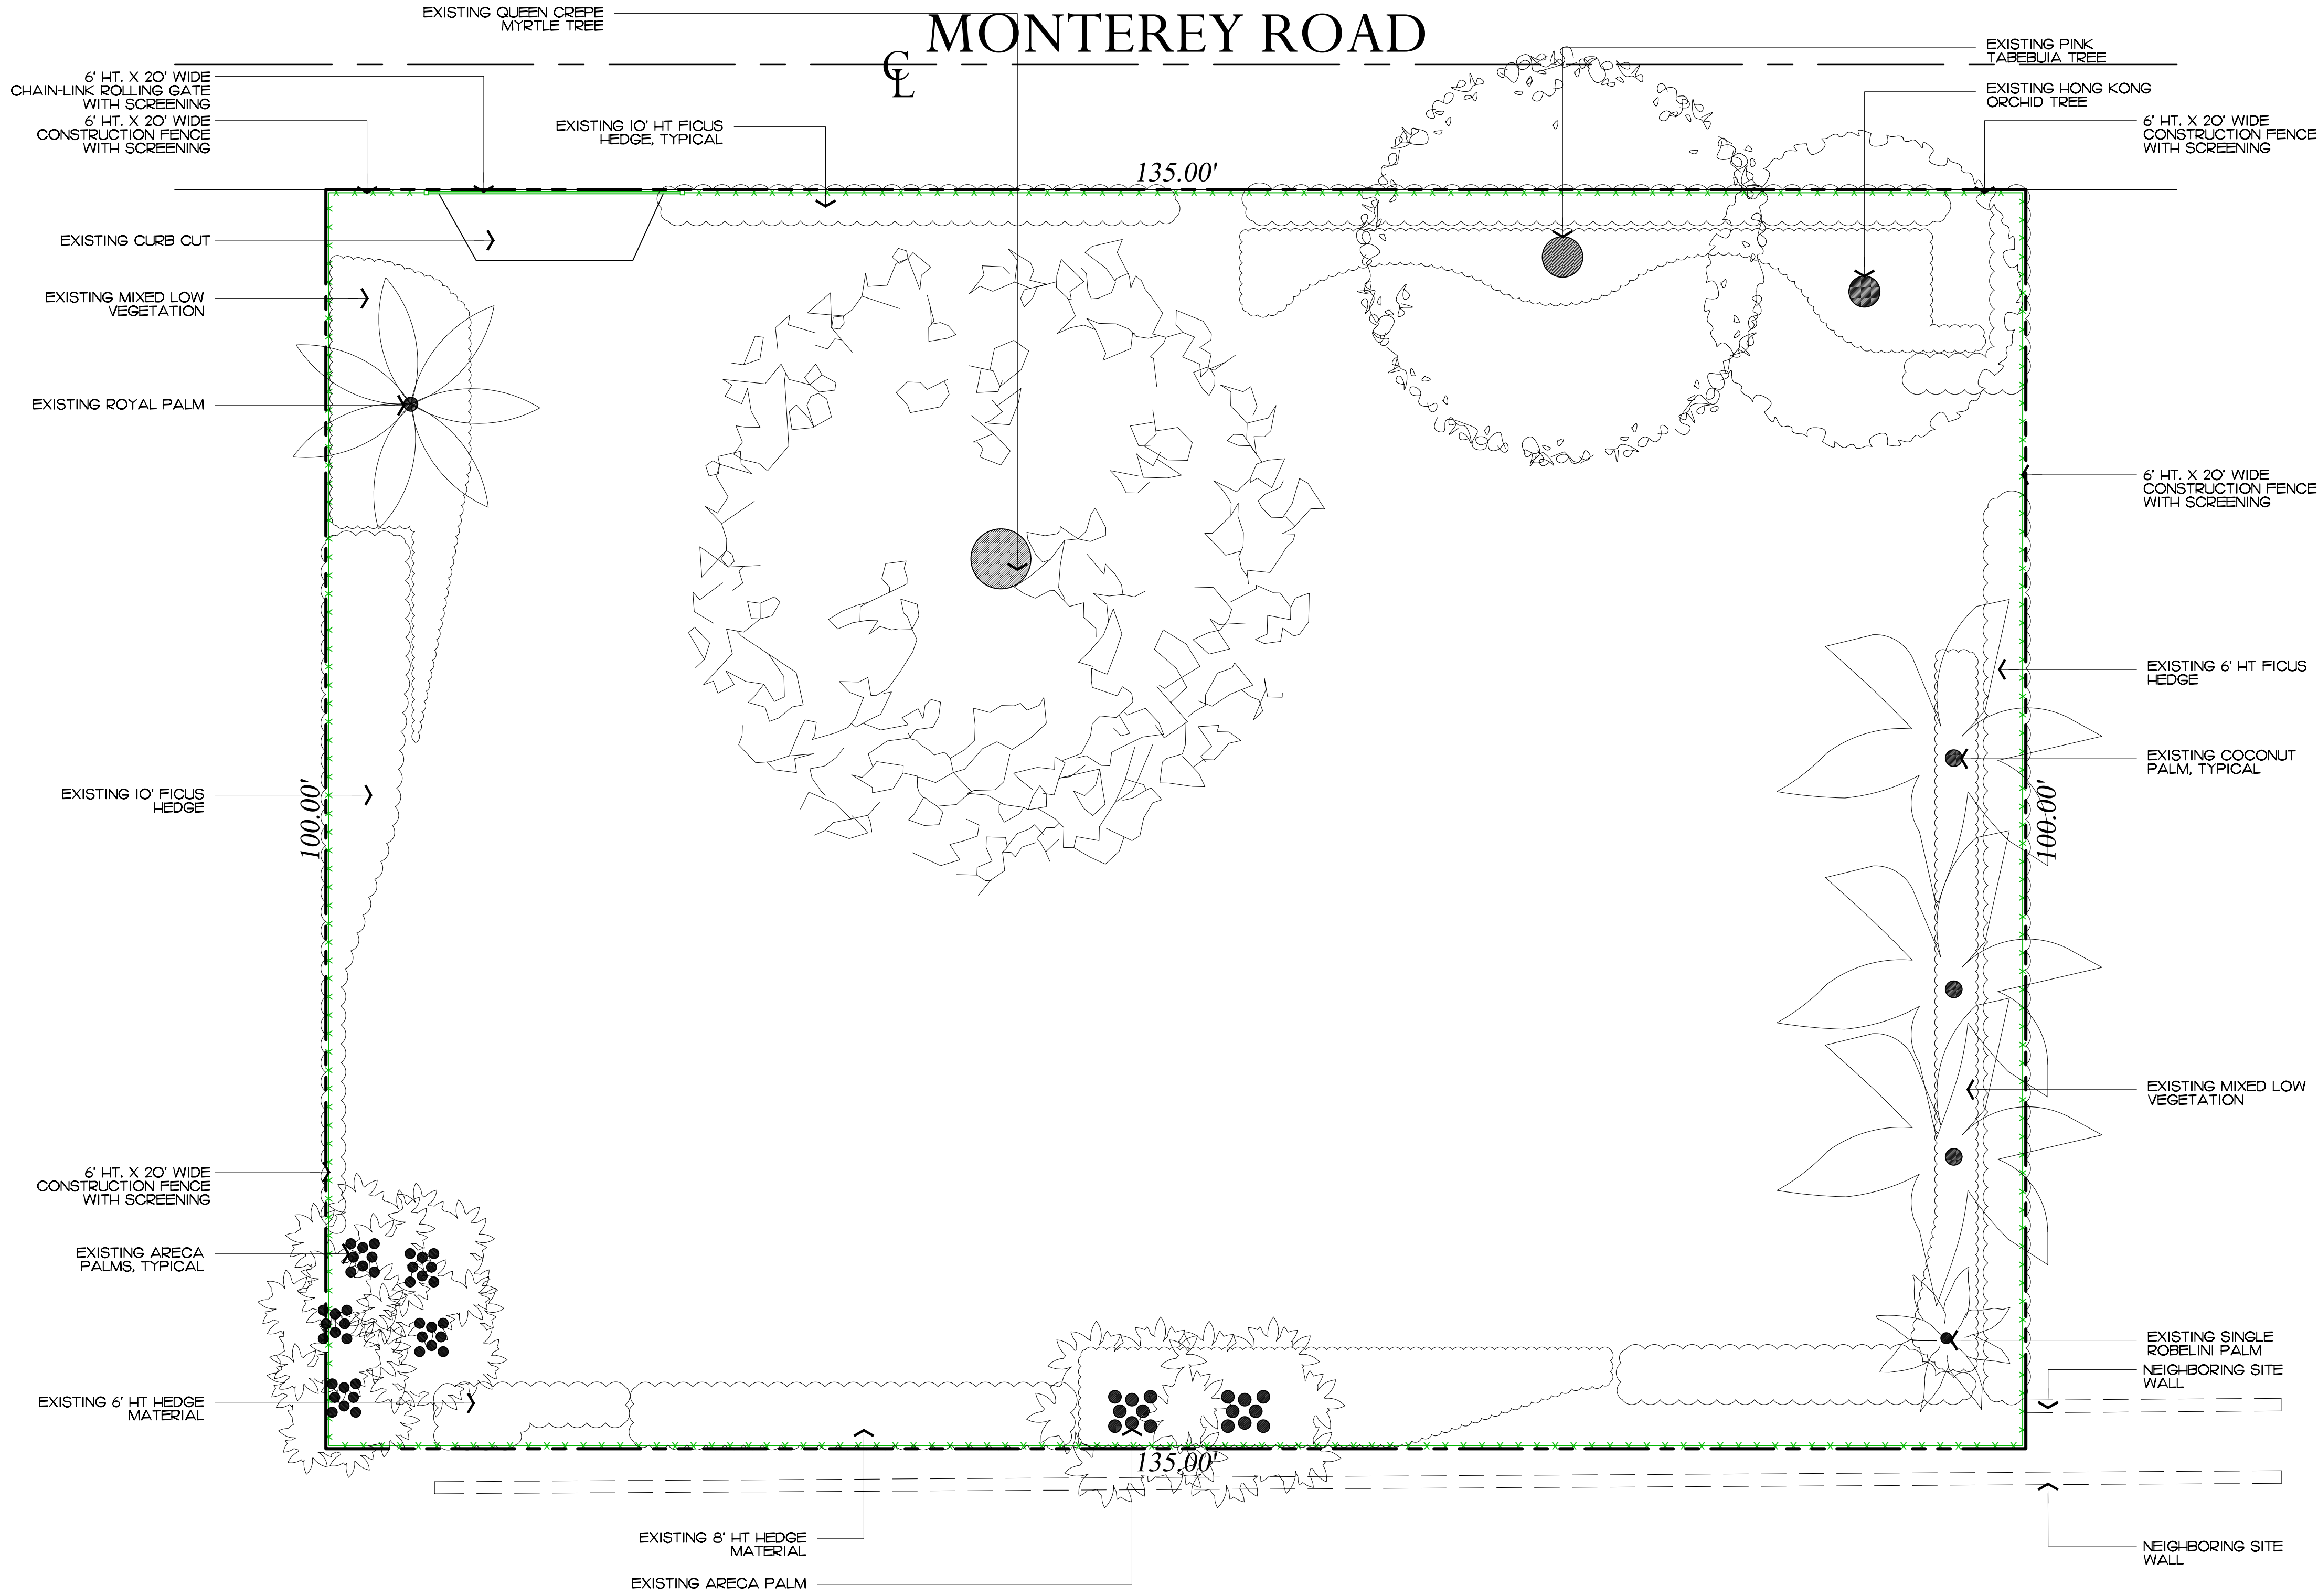 EXISTING QUEEN CREPE
MYRTLE TREE
MONTEREY ROAD
CL
EXISTING PINK
TABEBUIA TREE
6' HT. X 20' WIDE
CHAIN-LINK ROLLING GATE
WITH SCREENING
EXISTING HONG KONG
ORCHID TREE
6' HT. X 20' WIDE
CONSTRUCTION FENCE
WITH SCREENING
EXISTING 10' HT FICUS
HEDGE, TYPICAL
6' HT. X 20' WIDE
CONSTRUCTION FENCE
WITH SCREENING
135.00'
EXISTING CURB CUT
EXISTING MIXED LOW
VEGETATION
EXISTING ROYAL PALM
6' HT. X 20' WIDE
CONSTRUCTION FENCE
WITH SCREENING
EXISTING 6' HT FICUS
HEDGE
EXISTING COCONUT
PALM, TYPICAL
EXISTING 10' FICUS
HEDGE
100.00'
100.00'
EXISTING MIXED LOW
VEGETATION
6' HT. X 20' WIDE
CONSTRUCTION FENCE
WITH SCREENING
EXISTING ARECA
PALMS, TYPICAL
EXISTING SINGLE
ROBELINI PALM
NEIGHBORING SITE
WALL
EXISTING 6' HT HEDGE
MATERIAL
135.00'
EXISTING 8' HT HEDGE
MATERIAL
NEIGHBORING SITE
WALL
EXISTING ARECA PALM